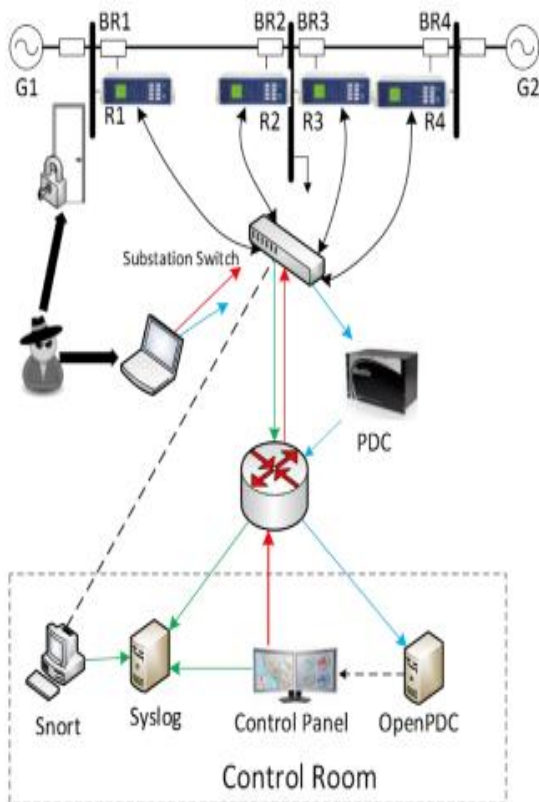 BR1
BR2
BR3
BR4
G1
G2
R1
R2
R3
R4
Substation Switch
PDC
Snort
Syslog
Control Panel
OpenPDC
Control Room